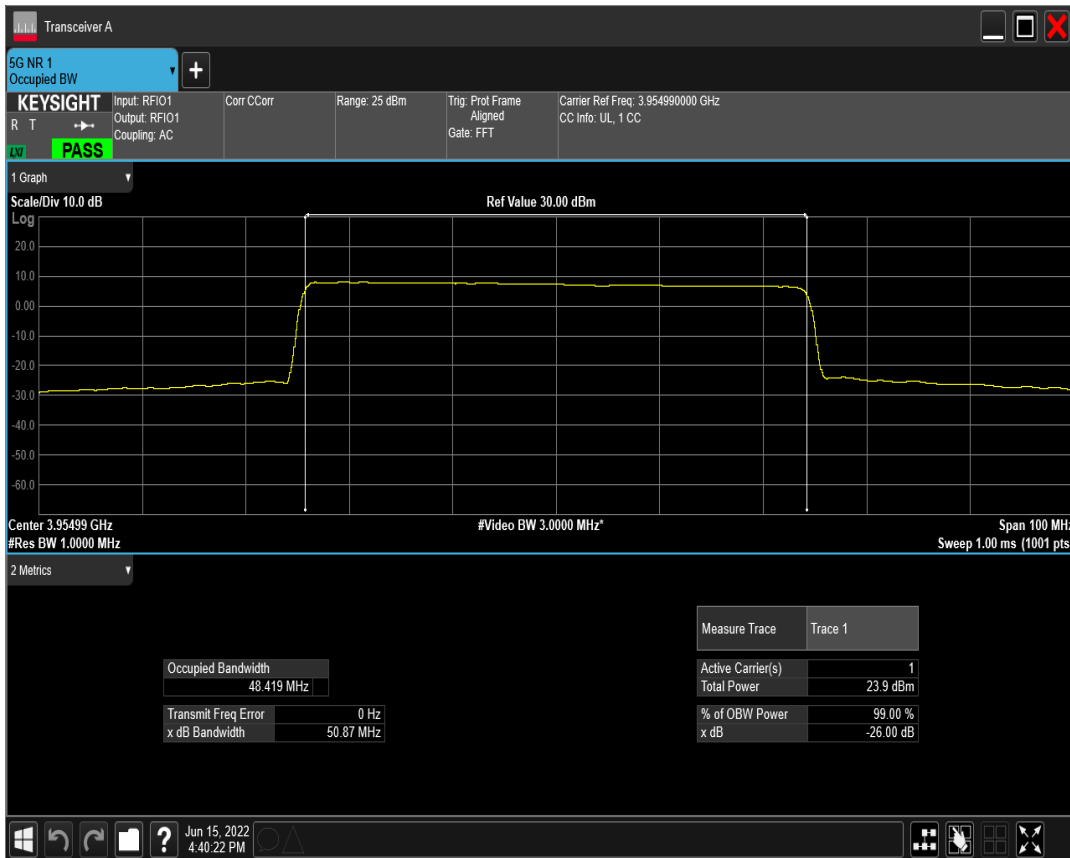 Transceiver A
5G NR 1
Occupied BW
+
KEYSIGHT
R T
LXI
PASS
Input: RFIO1
Output: RFIO1
Coupling: AC
Corr CCorr
Range: 25 dBm
Trig: Prot Frame
Aligned
Gate: FFT
Carrier Ref Freq: 3.954990000 GHz
CC Info: UL, 1 CC
1 Graph
Scale/Div 10.0 dB
Ref Value 30.00 dBm
Log
20.0
10.0
0.00
-10.0
-20.0
-30.0
-40.0
-50.0
-60.0
Center 3.95499 GHz
#Video BW 3.0000 MHz*
Span 100 MHz
#Res BW 1.0000 MHz
Sweep 1.00 ms (1001 pts
2 Metrics
Measure Trace Trace 1
Occupied Bandwidth
48.419 MHz
Active Carrier(s) 1
Total Power 23.9 dBm
Transmit Freq Error 0 Hz
x dB Bandwidth 50.87 MHz
% of OBW Power 99.00 %
x dB -26.00 dB
?
Jun 15, 2022
4:40:22 PM